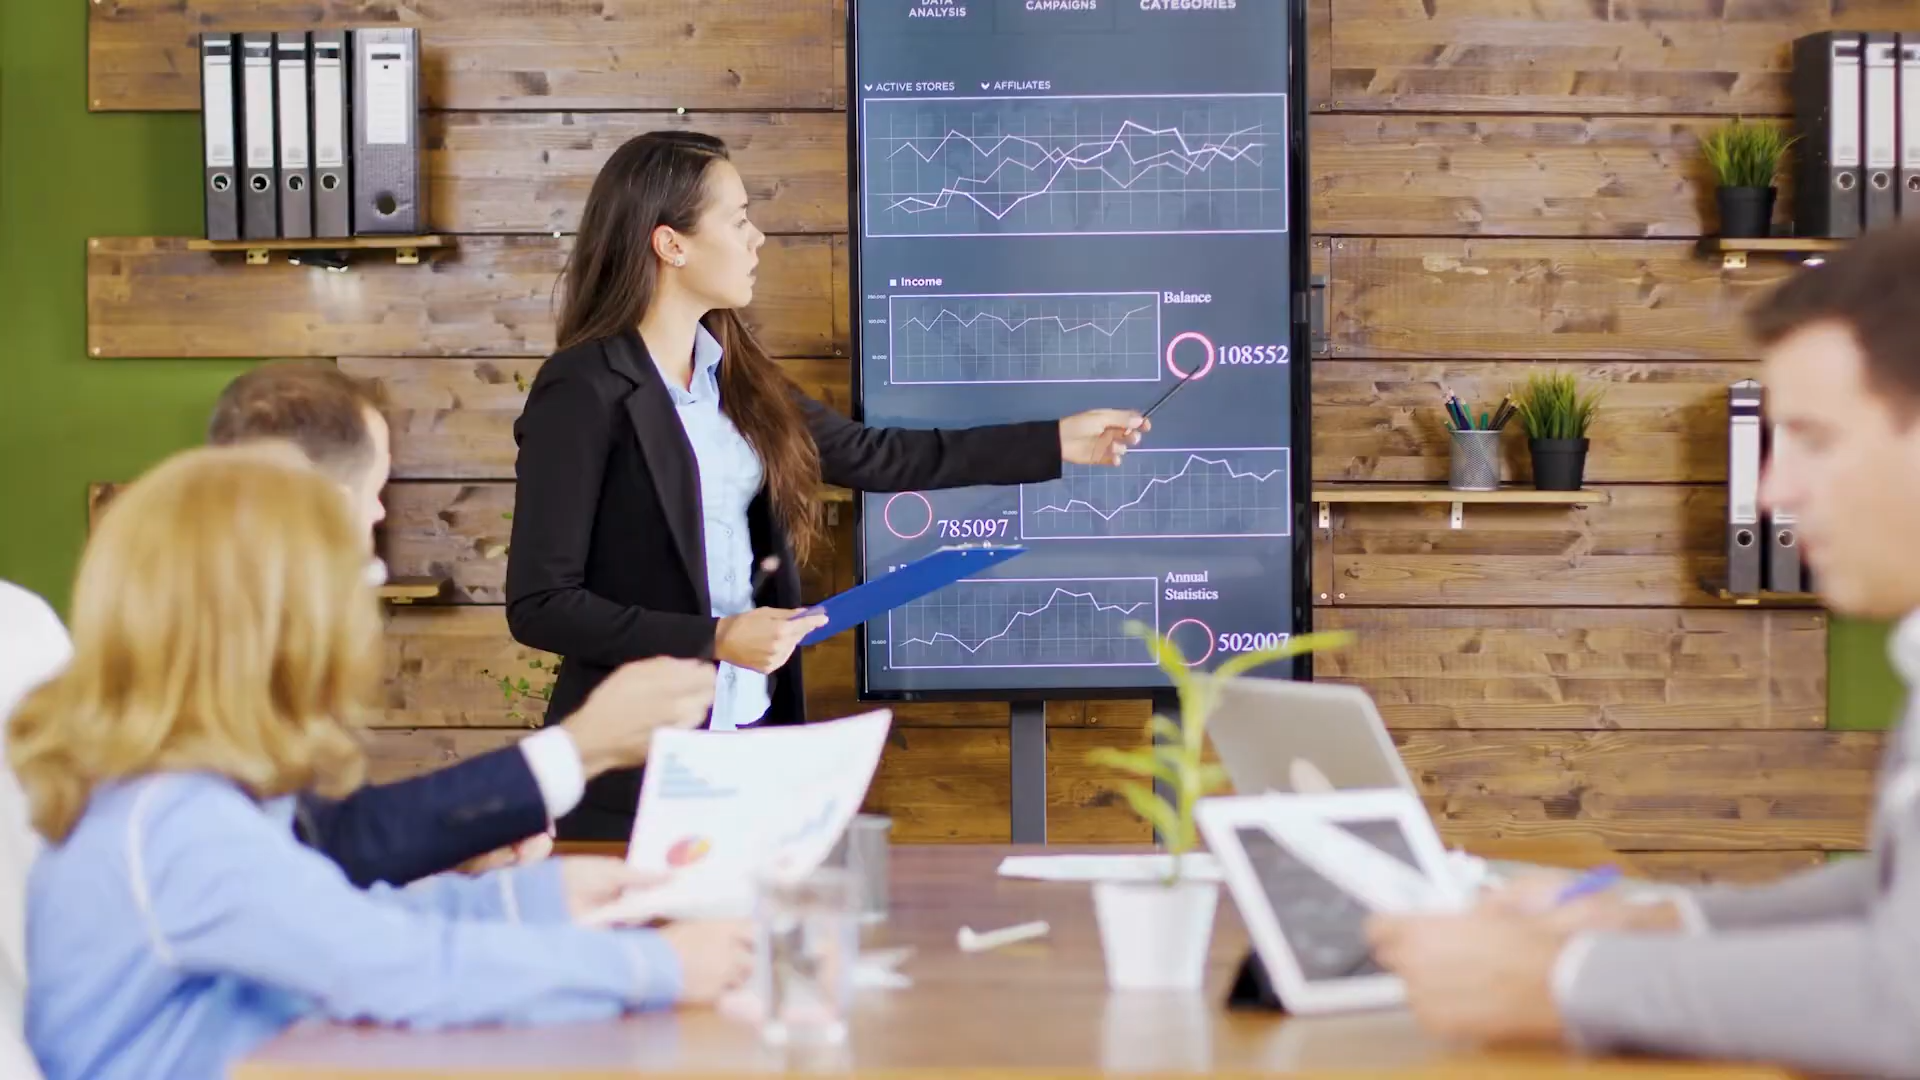 DATA
ANALYSIS
CAMPAIGNS
CATEGORIES
ACTIVE STORES
AFFILIATES
Income
Balance
108552
785097
Annual
Statistics
502007